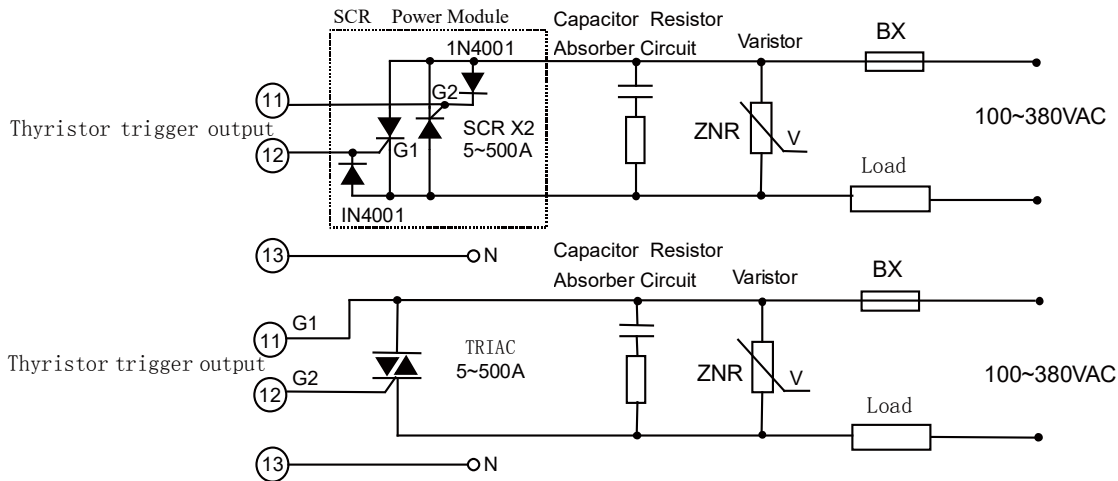 SCR Power Module
Capacitor Resistor
Absorber Circuit
Varistor
BX
1N4001
11
G2
Thyristor trigger output
12
G1
SCR X2
5~500A
ZNR
V
100~380VAC
Load
IN4001
13
N
Capacitor Resistor
Absorber Circuit
Varistor
BX
G1
11
Thyristor trigger output
G2
12
TRIAC
5~500A
ZNR
V
100~380VAC
Load
13
N